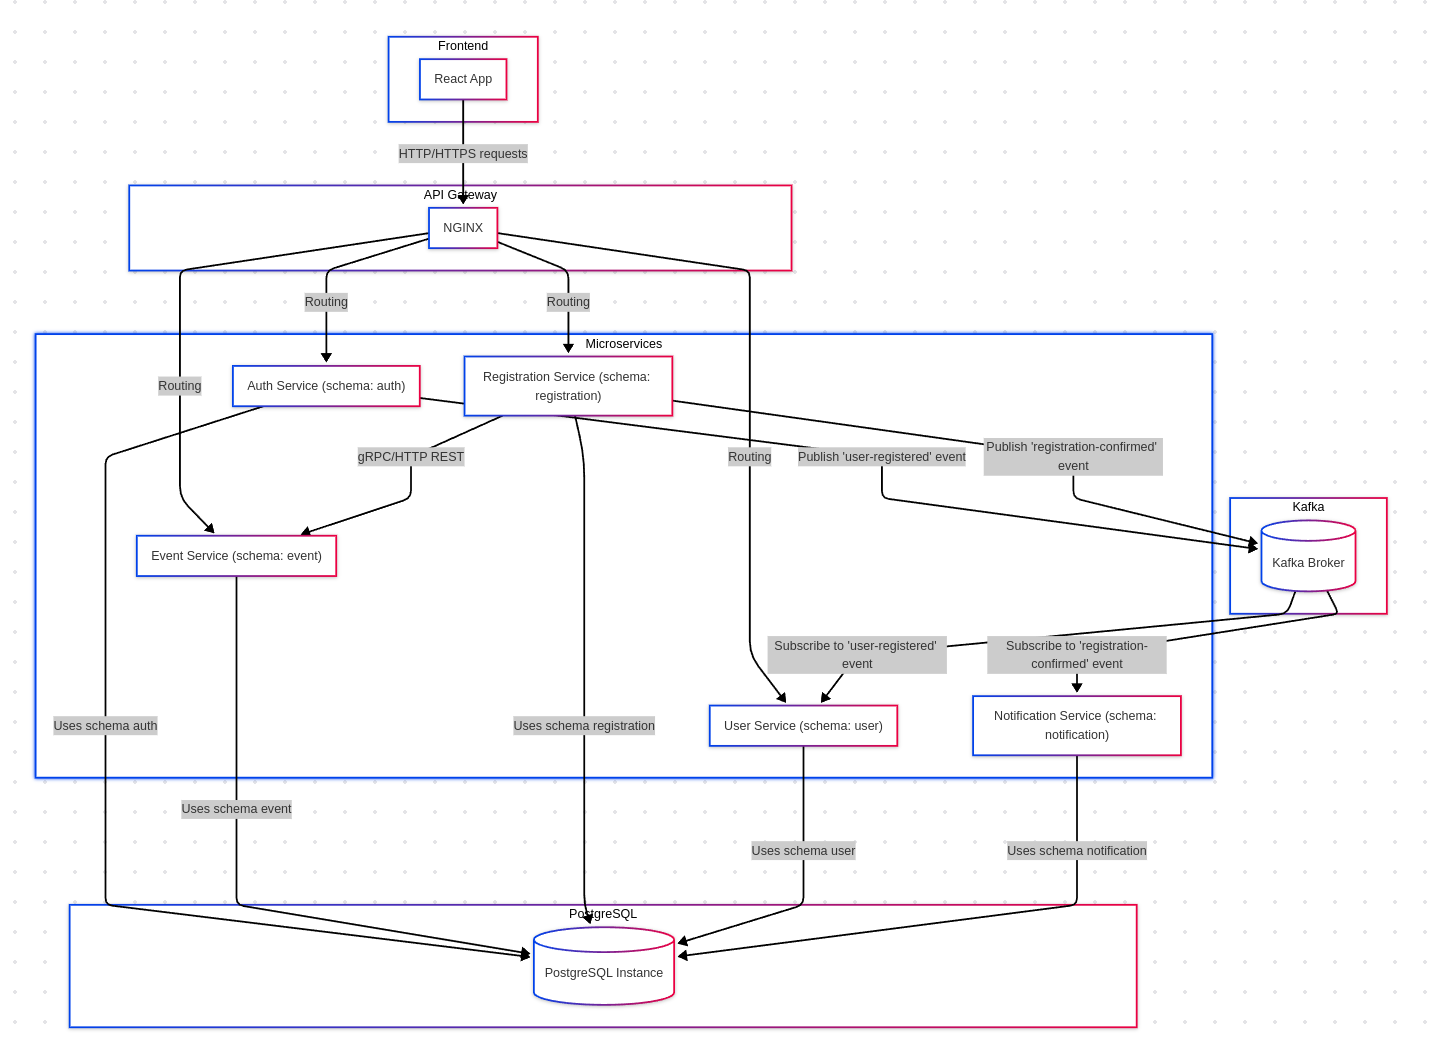 Frontend
React App
HTTP/HTTPS requests
API Gateway
NGINX
Routing
Routing
Microservices
Registration Service (schema:
registration)
Auth Service (schema: auth)
Routing
gRPC/HTTP REST
Routing
Publish 'user-registered' event
Publish 'registration-confirmed'
event
Kafka
Kafka Broker
Event Service (schema: event)
Subscribe to 'user-registered'
event
Subscribe to 'registration-
confirmed' event
User Service (schema: user)
Notification Service (schema:
notification)
Uses schema auth
Uses schema registration
Uses schema event
Uses schema user
Uses schema notification
PostgreSQL
PostgreSQL Instance